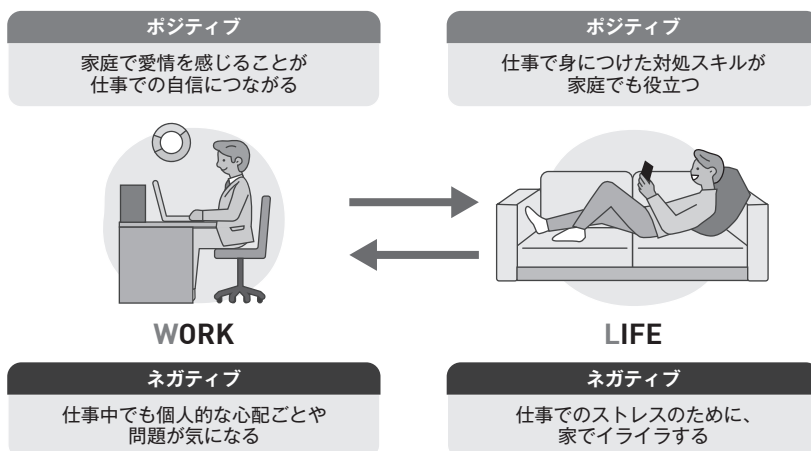 ポジティブ
家庭で愛情を感じることが
仕事での自信につながる
ポジティブ
仕事で身につけた対処スキルが
家庭でも役立つ
WORK
LIFE
ネガティブ
仕事中でも個人的な心配ごとや
問題が気になる
ネガティブ
仕事でのストレスのために、
家でイライラする